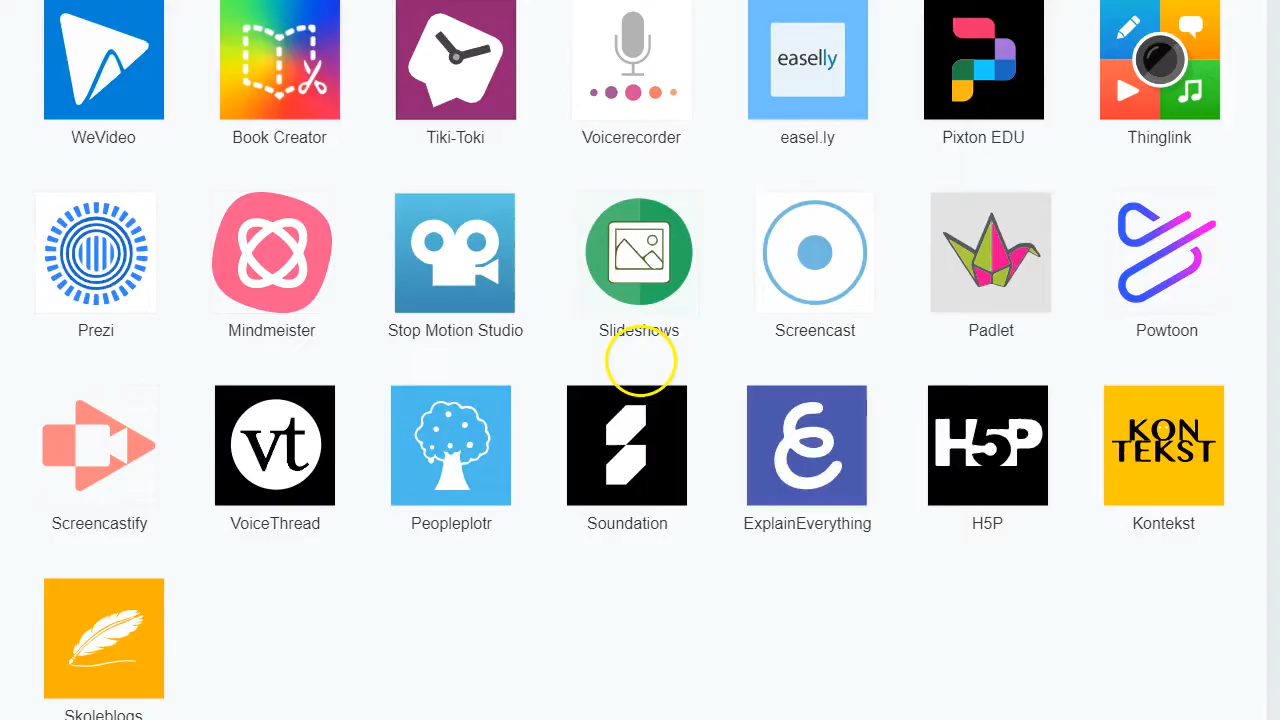 easelly
WeVideo
Book Creator
Tiki-Toki
Voicerecorder
easel.ly
Pixton EDU
Thinglink
Prezi
Mindmeister
Stop Motion Studio
Slideshows
Screencast
Padlet
Powtoon
vt
H5P
KON
TEKST
Screencastify
VoiceThread
Peopleplotr
Soundation
ExplainEverything
H5P
Kontekst
Skoleblogs